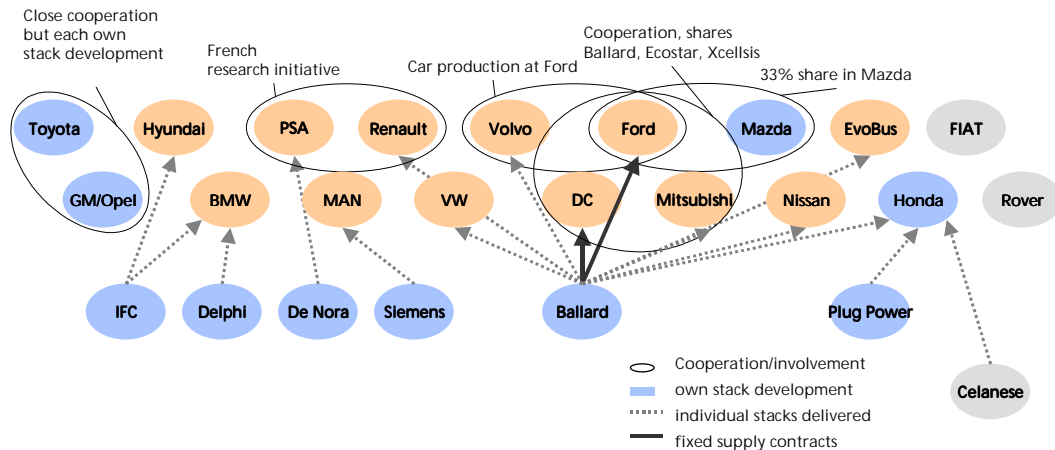 Close cooperation
but each own
stack development
French
research initiative
Car production at Ford
Cooperation, shares
Ballard, Ecostar, Xcellsis
33% share in Mazda
Toyota
Hyundai
PSA
Renault
Volvo
Ford
Mazda
EvoBus
FIAT
GM/Opel
BMW
MAN
VW
DC
Mitsubishi
Nissan
Honda
Rover
IFC
Delphi
De Nora
Siemens
Ballard
Plug Power
Celanese
Cooperation/involvement
own stack development
individual stacks delivered
fixed supply contracts